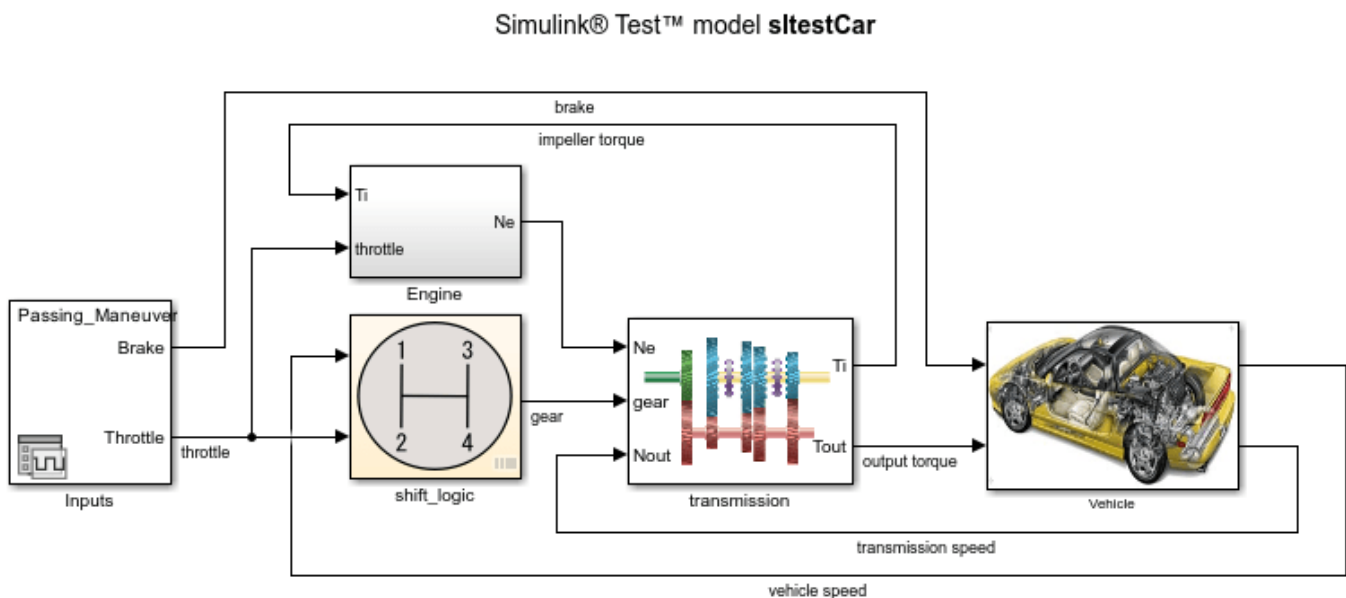 Simulink® Test™ model sltestCar
brake
impeller torque
Ti
Ne
throttle
Engine
Passing_Maneuver
Brake
Throttle
Inputs
throttle
1 3
2 4
shift_logic
gear
Ne
gear
Nout
Ti
Tout
transmission
output torque
Vehicle
transmission speed
vehicle speed